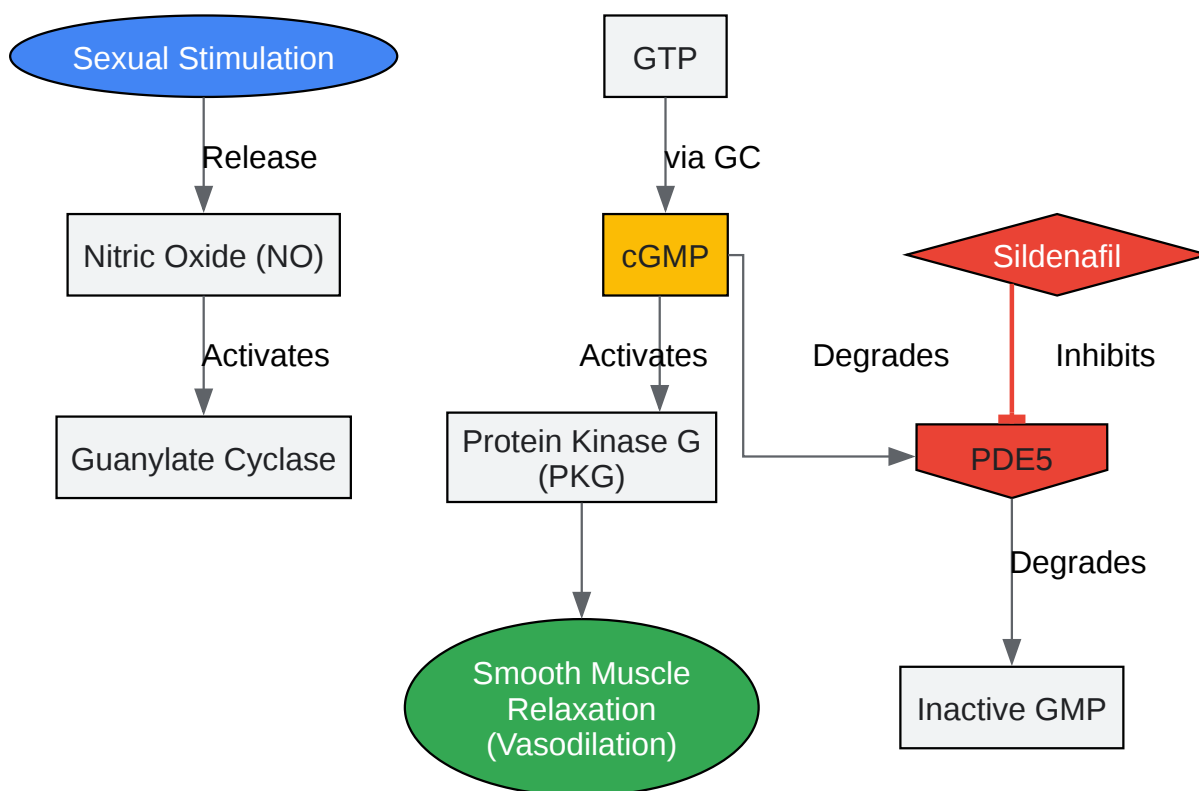 Sexual Stimulation
GTP
Release
via GC
Nitric Oxide (NO)
cGMP
Sildenafil
Activates
Activates
Degrades
Inhibits
Guanylate Cyclase
Protein Kinase G
(PKG)
PDE5
Degrades
Smooth Muscle
Relaxation
(Vasodilation)
Inactive GMP